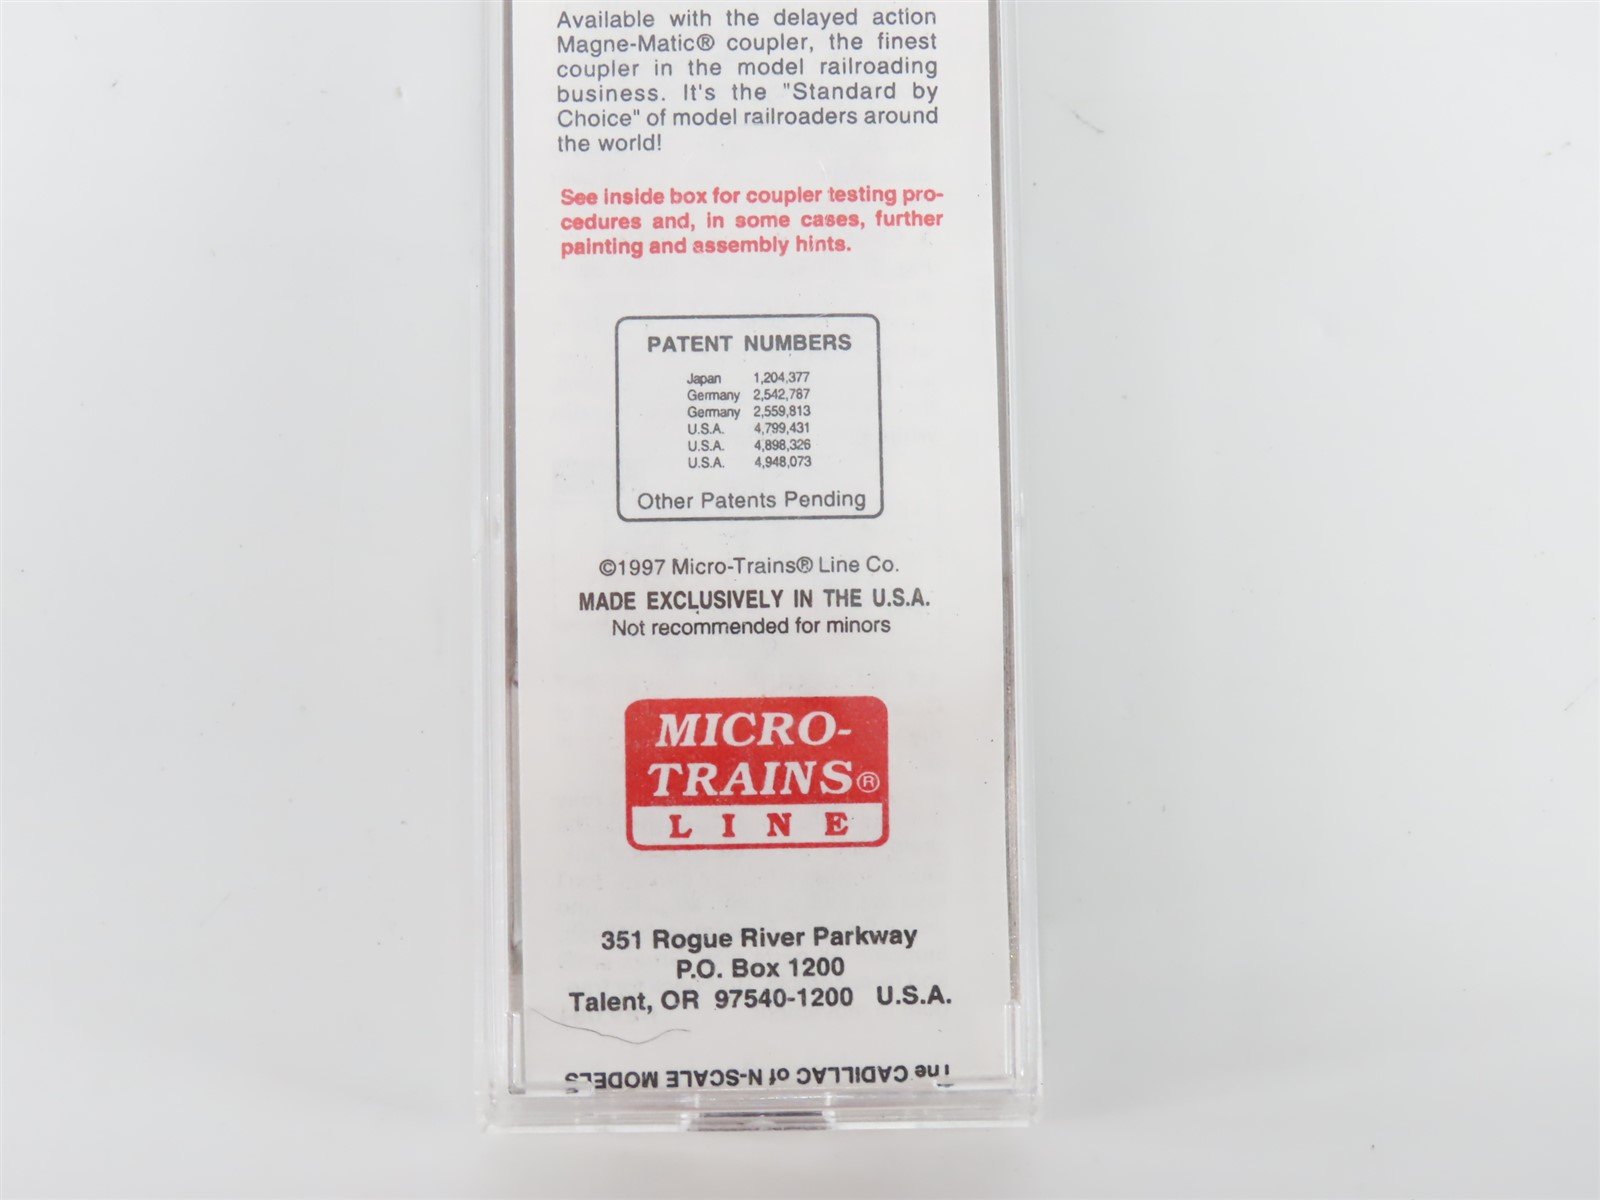 Available with the delayed action
Magne-Matic® coupler, the finest
coupler in the model railroading
business. It's the "Standard by
Choice" of model railroaders around
the world!
See inside box for coupler testing pro-
cedures and, in some cases, further
painting and assembly hints.
PATENT NUMBERS
Japan 1,204,377
Germany 2,542,787
Germany 2,559,813
U.S.A. 4,799,431
U.S.A. 4,898,326
U.S.A. 4,948,073
Other Patents Pending
©1997 Micro-Trains® Line Co.
MADE EXCLUSIVELY IN THE U.S.A.
Not recommended for minors
MICRO-
TRAINS®
LINE
351 Rogue River Parkway
P.O. Box 1200
Talent, OR 97540-1200 U.S.A.
The CADILLAC of N-SCALE MODELS